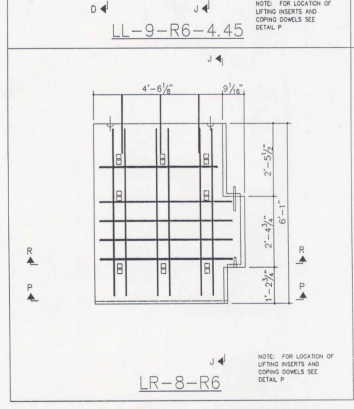 D J
NOTE: FOR LOCATION OF
LIFTING INSERTS AND
COPING DOWELS SEE
DETAIL P
LL-9-R6-4.45
J
4'-6⅛" 9 1/16"
2'-5½"
2'-4¾"
6'-1"
1'-2¾"
R R
P P
J
NOTE: FOR LOCATION OF
LIFTING INSERTS AND
COPING DOWELS SEE
DETAIL P
LR-8-R6